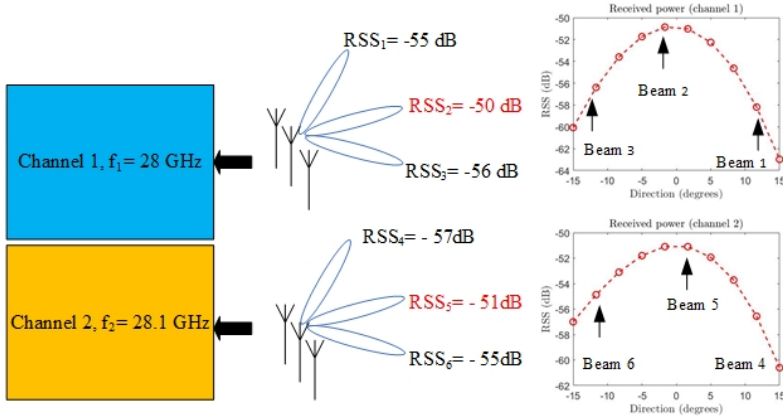 Channel 1, f₁= 28 GHz
RSS₁= -55 dB
RSS₂= -50 dB
RSS₃= -56 dB
Received power (channel 1)
RSS (dB)
-50
-52
-54
-56
-58
-60
-62
-64
Beam 3
Beam 2
Beam 1
-15 -10 -5 0 5 10 15
Direction (degrees)
Channel 2, f₂= 28.1 GHz
RSS₄= - 57dB
RSS₅= - 51dB
RSS₆= -55dB
Received power (channel 2)
RSS (dB)
-50
-52
-54
-56
-58
-60
-62
Beam 6
Beam 5
Beam 4
-15 -10 -5 0 5 10 15
Direction (degrees)